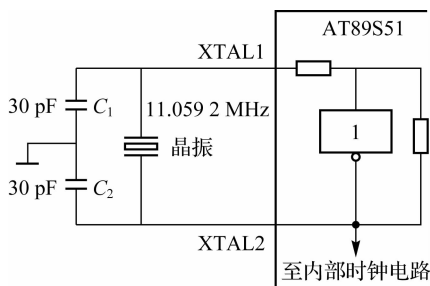 AT89S51
XTAL1
30 pF C₁
11.059 2 MHz
晶振
1
30 pF C₂
XTAL2
至内部时钟电路